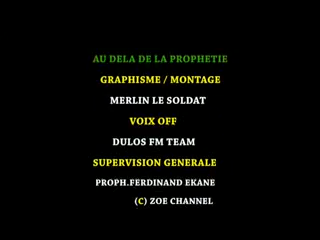 AU DELA DE LA PROPHETIE
GRAPHISME / MONTAGE
MERLIN LE SOLDAT
VOIX OFF
DULOS FM TEAM
SUPERVISION GENERALE
PROPH.FERDINAND EKANE
(C) ZOE CHANNEL